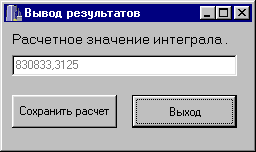 Вывод результатов
Расчетное значение интеграла .
830833,3125
Сохранить расчет
Выход